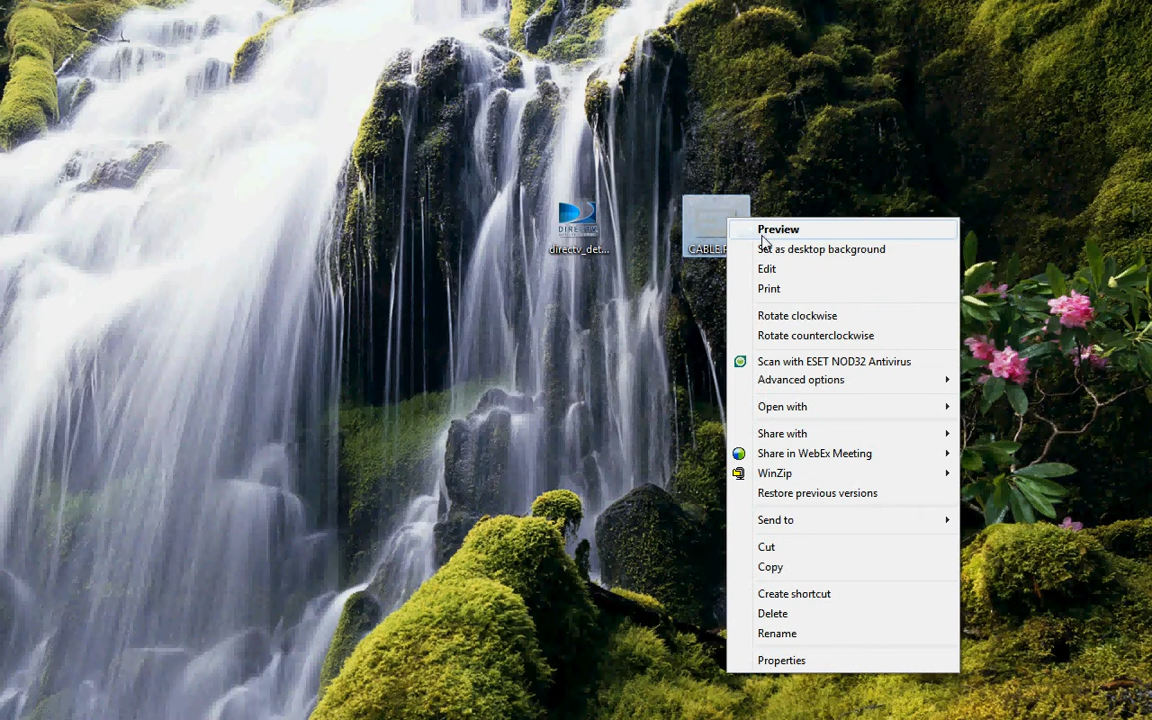 DIRECTV
directv_det...
CABLE
Preview
Set as desktop background
Edit
Print
Rotate clockwise
Rotate counterclockwise
Scan with ESET NOD32 Antivirus
Advanced options
Open with
Share with
Share in WebEx Meeting
WinZip
Restore previous versions
Send to
Cut
Copy
Create shortcut
Delete
Rename
Properties